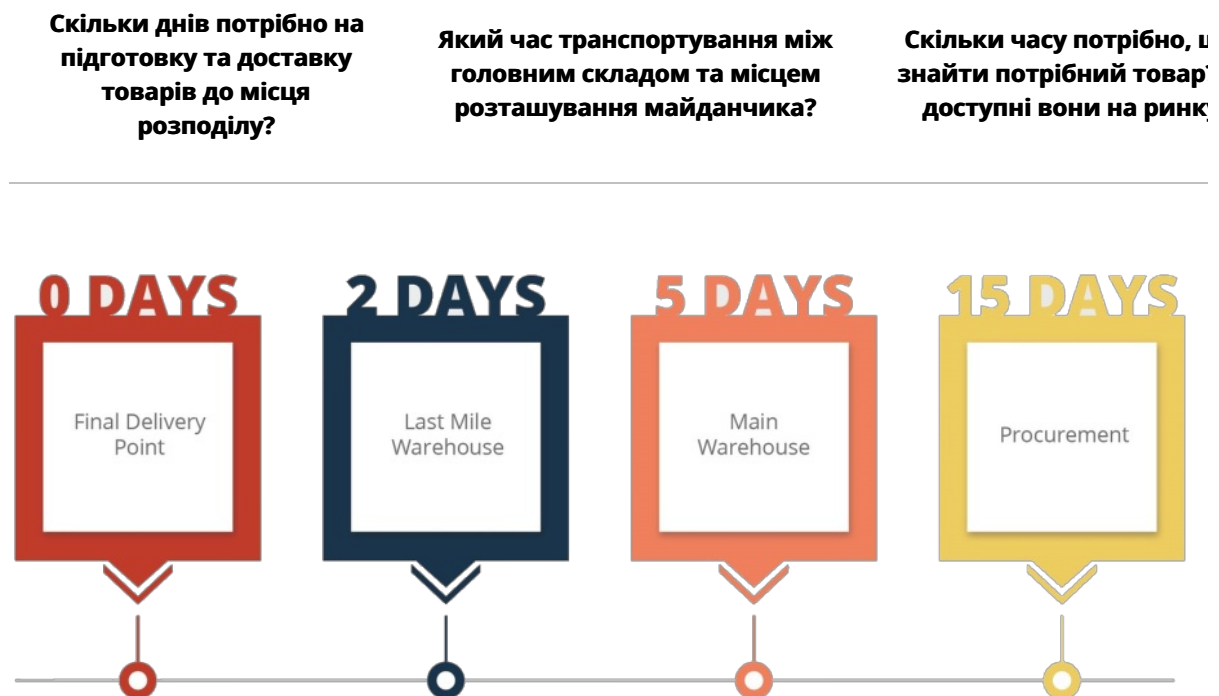 Скільки днів потрібно на
підготовку та доставку
товарів до місця
розподілу?
Який час транспортування між
головним складом та місцем
розташування майданчика?
Скільки часу потрібно,
знайти потрібний товар?
доступні вони на ринку
0 DAYS
Final Delivery
Point
2 DAYS
Last Mile
Warehouse
5 DAYS
Main
Warehouse
15 DAYS
Procurement